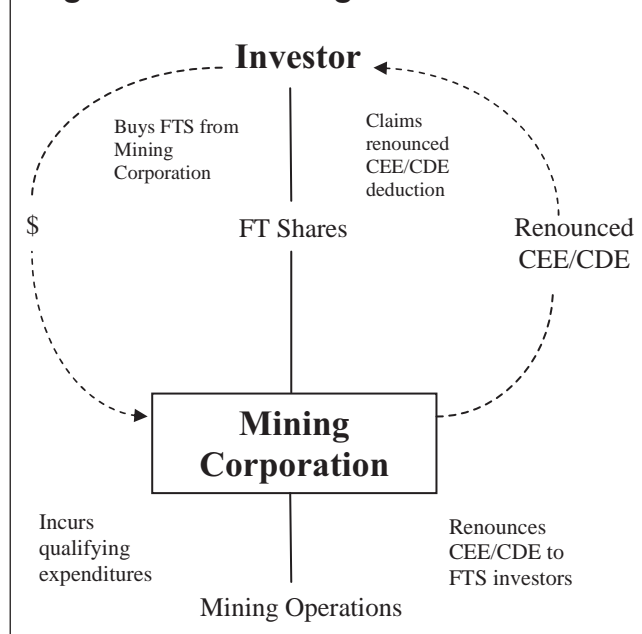 Investor
Buys FTS from
Mining
Corporation
Claims
renounced
CEE/CDE
deduction
$
FT Shares
Renounced
CEE/CDE
Mining
Corporation
Incurs
qualifying
expenditures
Renounces
CEE/CDE to
FTS investors
Mining Operations